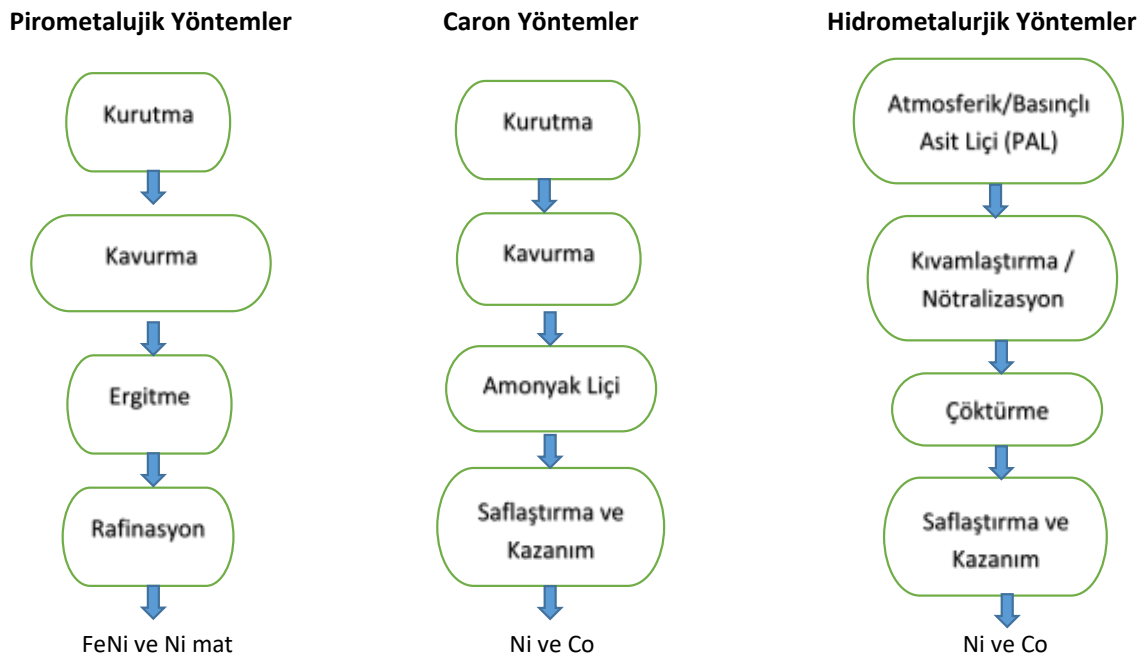 Pirometalujik Yöntemler
Kurutma
Kavurma
Ergitme
Rafinasyon
FeNi ve Ni mat
Caron Yöntemler
Kurutma
Kavurma
Amonyak Liçi
Saflaştırma ve
Kazanım
Ni ve Co
Hidrometalurjik Yöntemler
Atmosferik/Basınçlı
Asit Liçi (PAL)
Kıvamlaştırma /
Nötralizasyon
Çöktürme
Saflaştırma ve
Kazanım
Ni ve Co